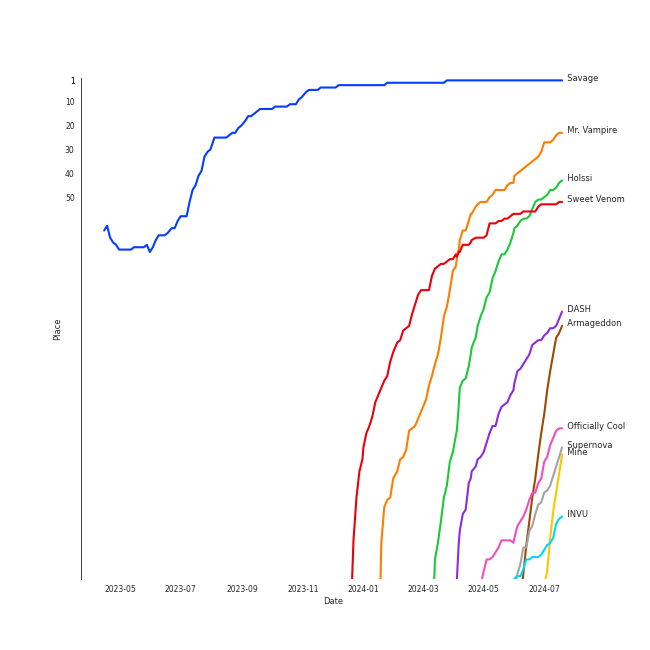 1
10
20
30
40
50
Place
Savage
Mr. Vampire
Holssi
Sweet Venom
DASH
Armageddon
Officially Cool
Supernova
Mine
INVU
2023-05 2023-07 2023-09 2023-11 2024-01 2024-03 2024-05 2024-07
Date